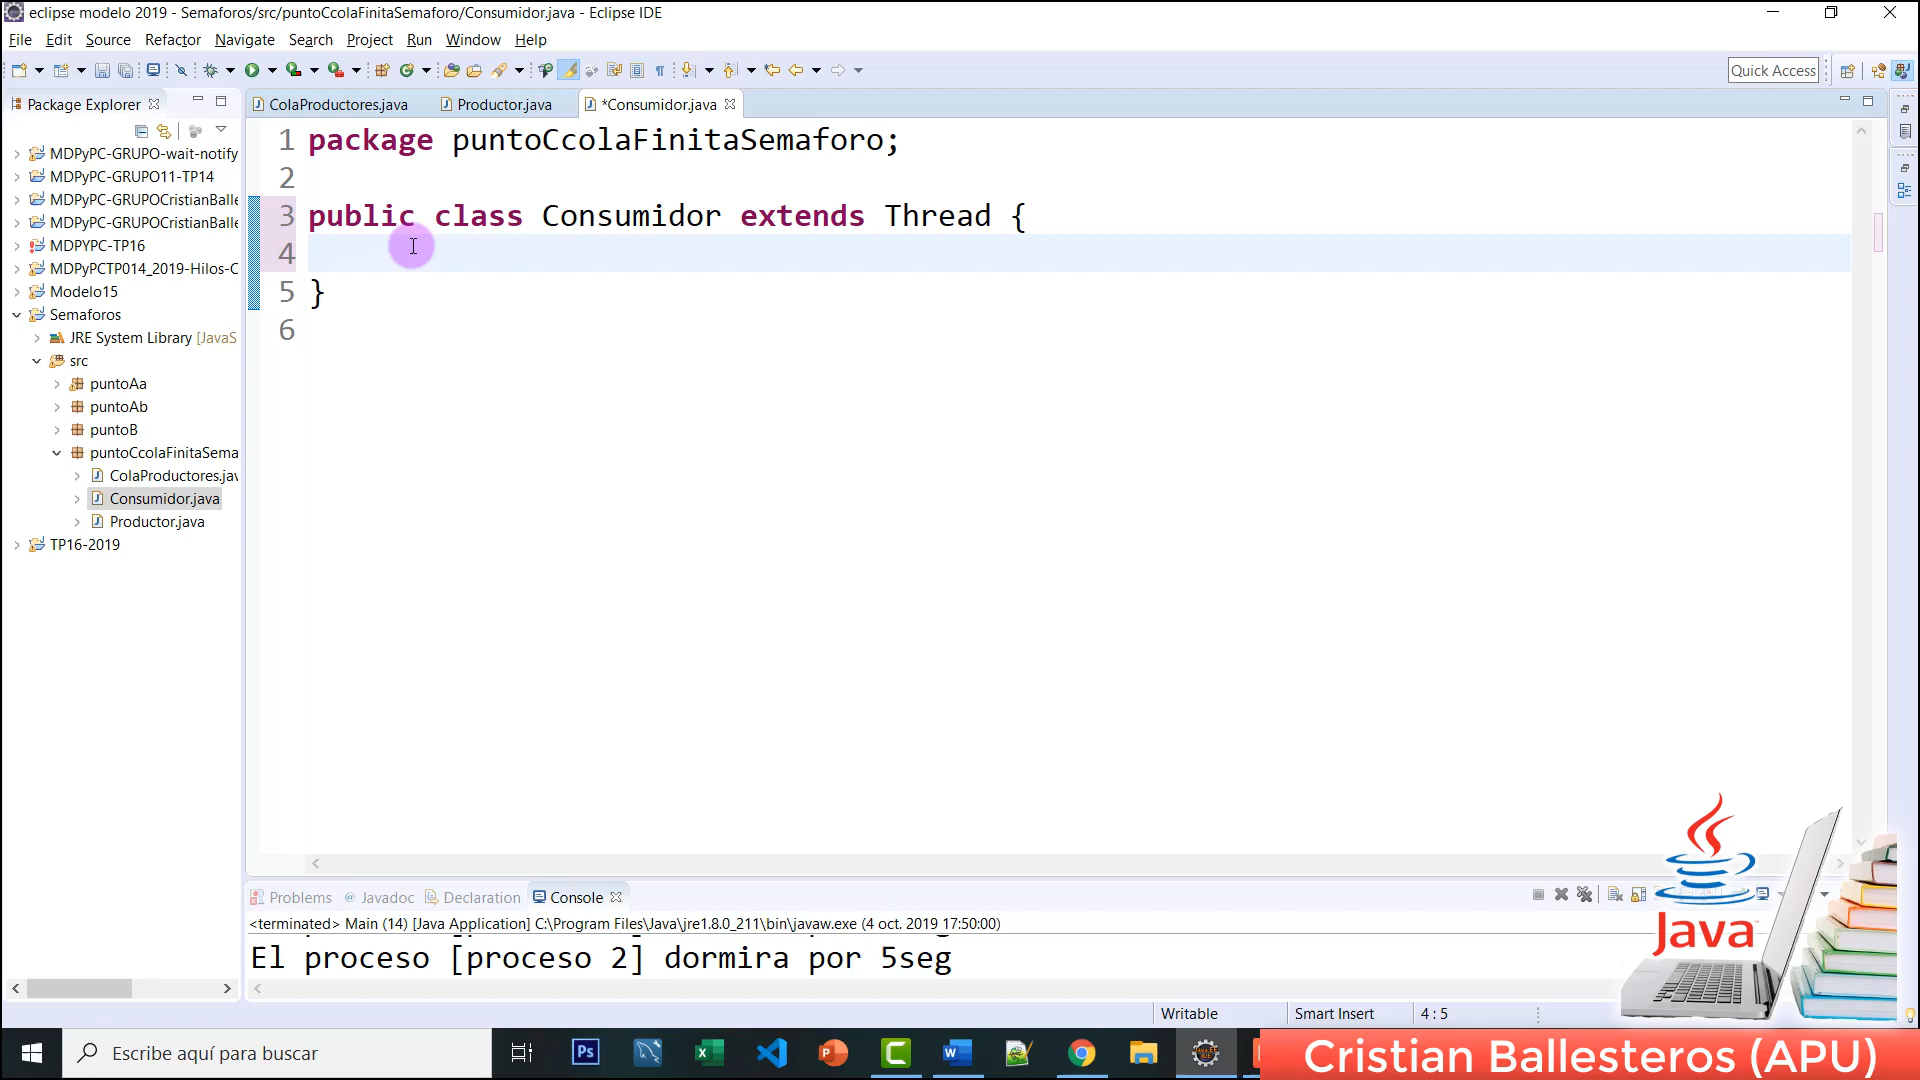 eclipse modelo 2019 - Semaforos/src/puntoCcolaFinitaSemaforo/Consumidor.java - Eclipse IDE
File Edit Source Refactor Navigate Search Project Run Window Help
Quick Access
Package Explorer
ColaProductores.java
Productor.java
*Consumidor.java
MDPyPC-GRUPO-wait-notify
MDPyPC-GRUPO11-TP14
MDPyPC-GRUPOCristianBalle
MDPyPC-GRUPOCristianBalle
MDPYPC-TP16
MDPyPCTP014_2019-Hilos-C
Modelo15
Semaforos
JRE System Library [JavaS
src
puntoAa
puntoAb
puntoB
puntoCcolaFinitaSema
ColaProductores.jav
Consumidor.java
Productor.java
TP16-2019
1 package puntoCcolaFinitaSemaforo;
2
3 public class Consumidor extends Thread {
4
5 }
6
Problems @ Javadoc Declaration Console
<terminated> Main (14) [Java Application] C:\Program Files\Java\jre1.8.0_211\bin\javaw.exe (4 oct. 2019 17:50:00)
El proceso [proceso 2] dormira por 5seg
Writable Smart Insert 4 : 5
Java
Escribe aquí para buscar
Ps
Cristian Ballesteros (APU)